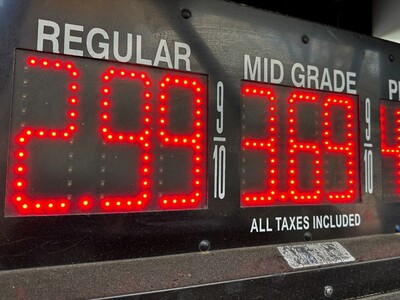 REGULAR
2.99 9/10
MID GRADE
3.69 9/10
ALL TAXES INCLUDED